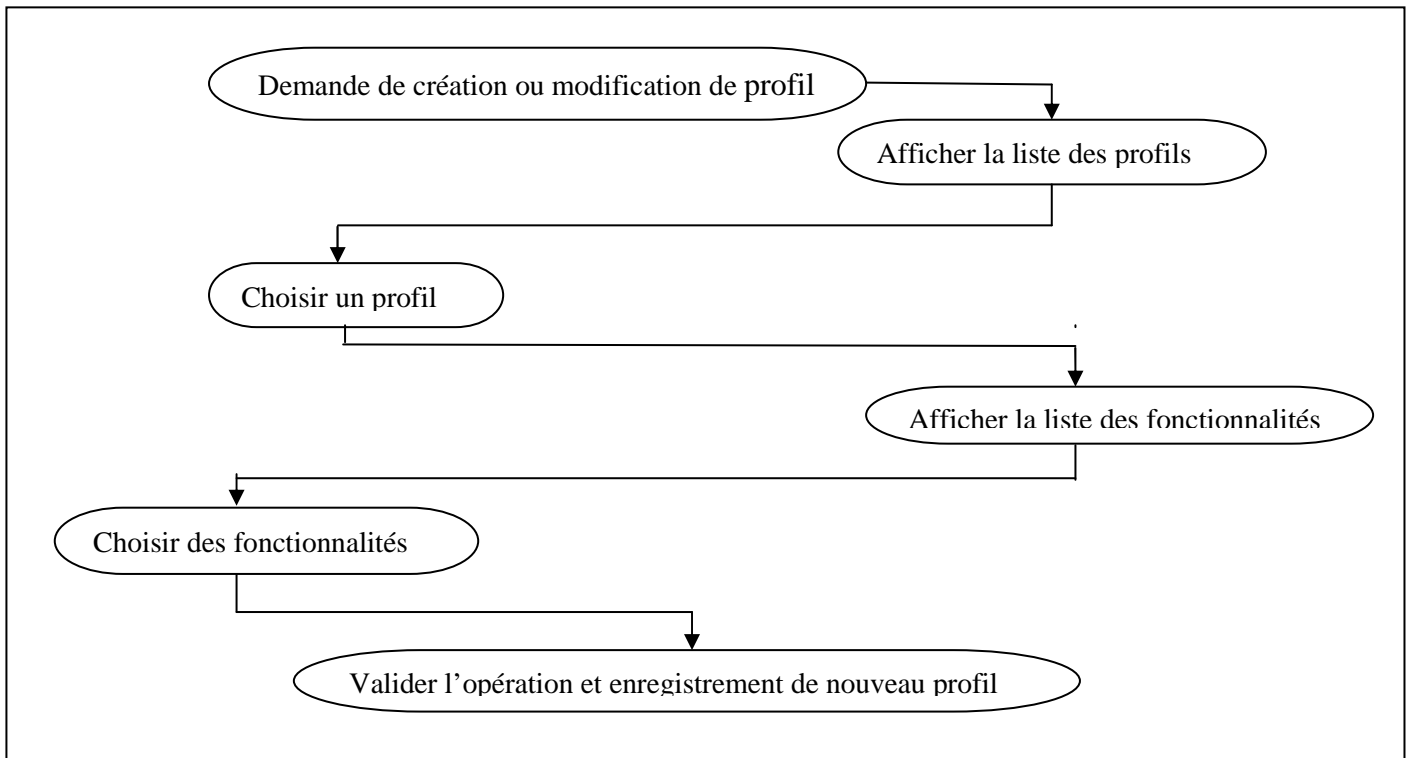 Demande de création ou modification de profil
Afficher la liste des profils
Choisir un profil
Afficher la liste des fonctionnalités
Choisir des fonctionnalités
Valider l’opération et enregistrement de nouveau profil